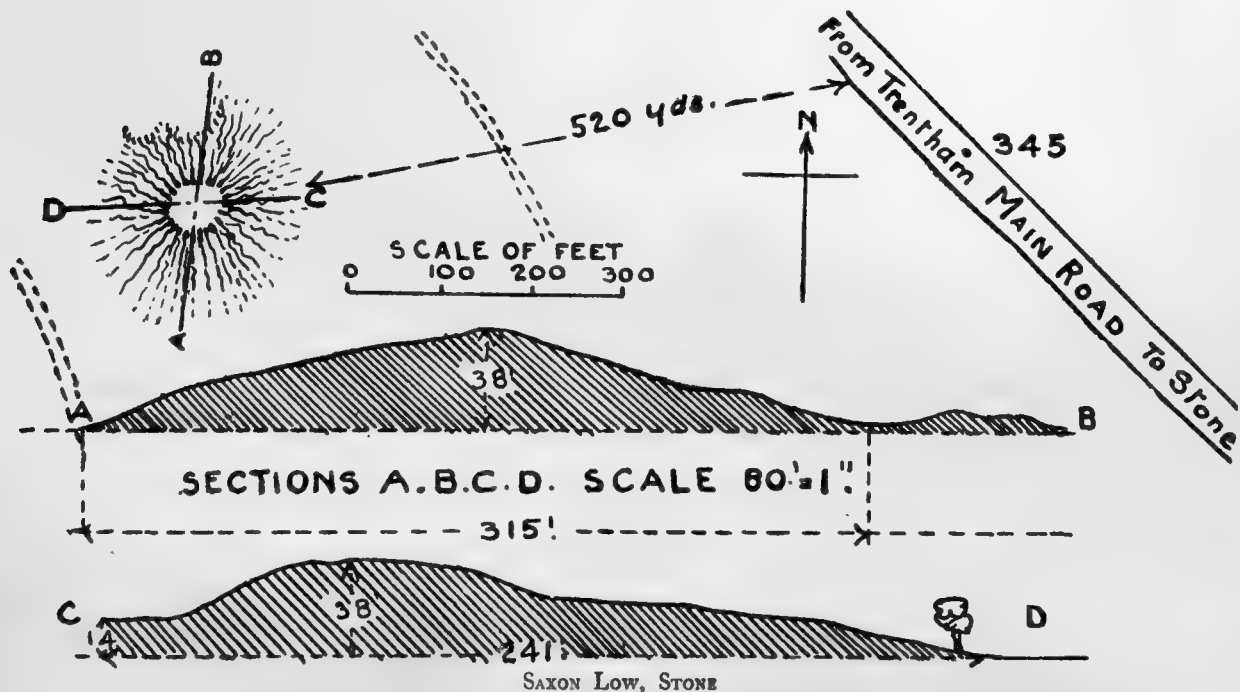 B
From Trentham Main Road To Stone
345
520 yds.
N
D
C
SCALE OF FEET
0 100 200 300
A
38'
A
B
SECTIONS A.B.C.D. SCALE 80'=1".
315'.
C
14
38'
241'.
D
SAXON LOW, STONE